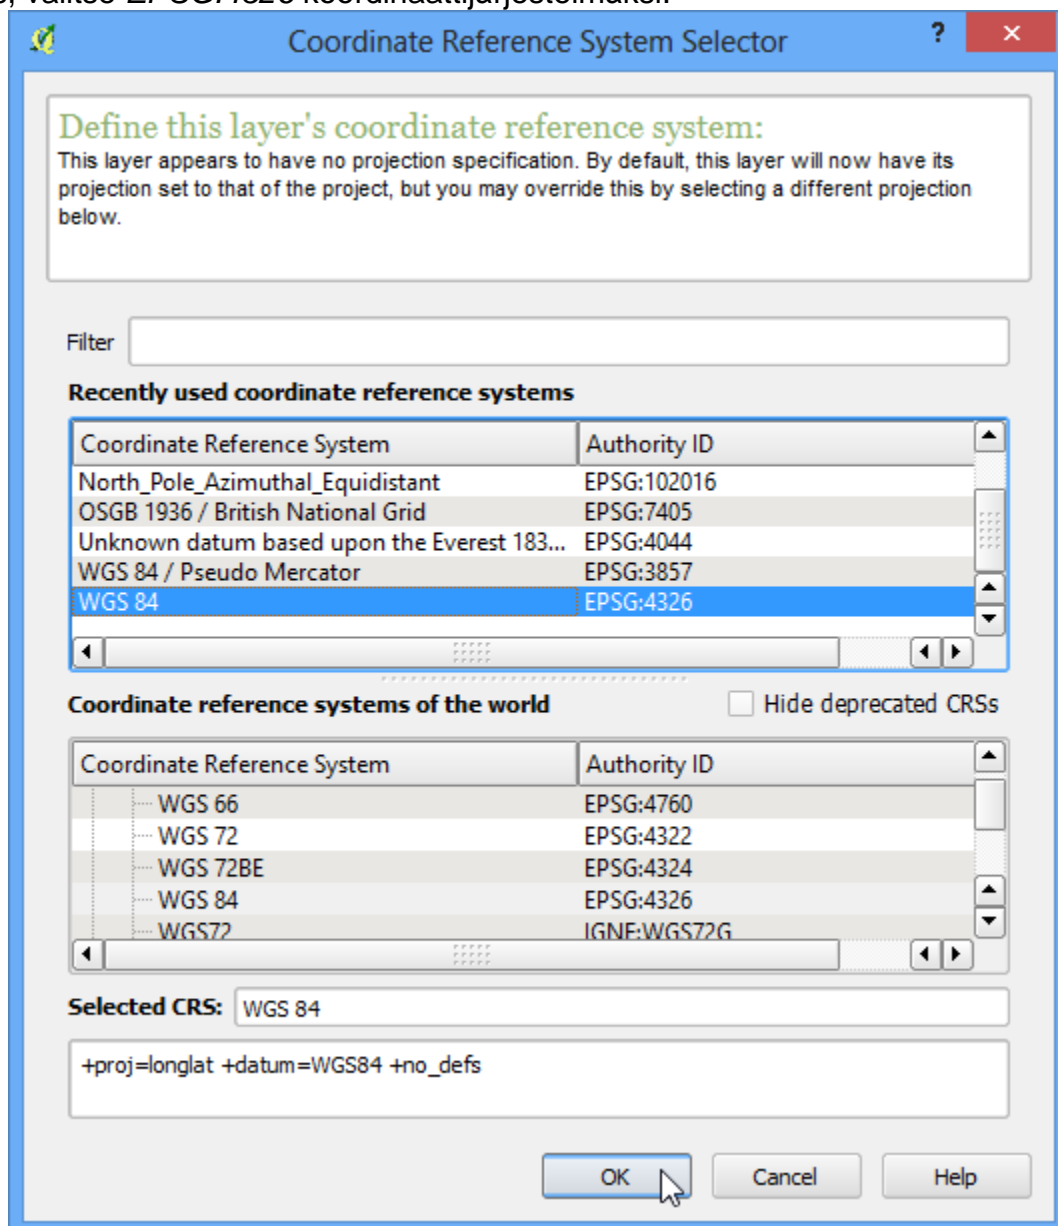 Coordinate Reference System Selector
?
Define this layer's coordinate reference system:
This layer appears to have no projection specification. By default, this layer will now have its
projection set to that of the project, but you may override this by selecting a different projection
below.
Filter
Recently used coordinate reference systems
Coordinate Reference System Authority ID
North_Pole_Azimuthal_Equidistant EPSG:102016
OSGB 1936 / British National Grid EPSG:7405
Unknown datum based upon the Everest 183... EPSG:4044
WGS 84 / Pseudo Mercator EPSG:3857
WGS 84 EPSG:4326
Coordinate reference systems of the world Hide deprecated CRSs
Coordinate Reference System Authority ID
WGS 66 EPSG:4760
WGS 72 EPSG:4322
WGS 72BE EPSG:4324
WGS 84 EPSG:4326
WGS72 IGNF:WGS72G
Selected CRS: WGS 84
+proj=longlat +datum=WGS84 +no_defs
OK Cancel Help